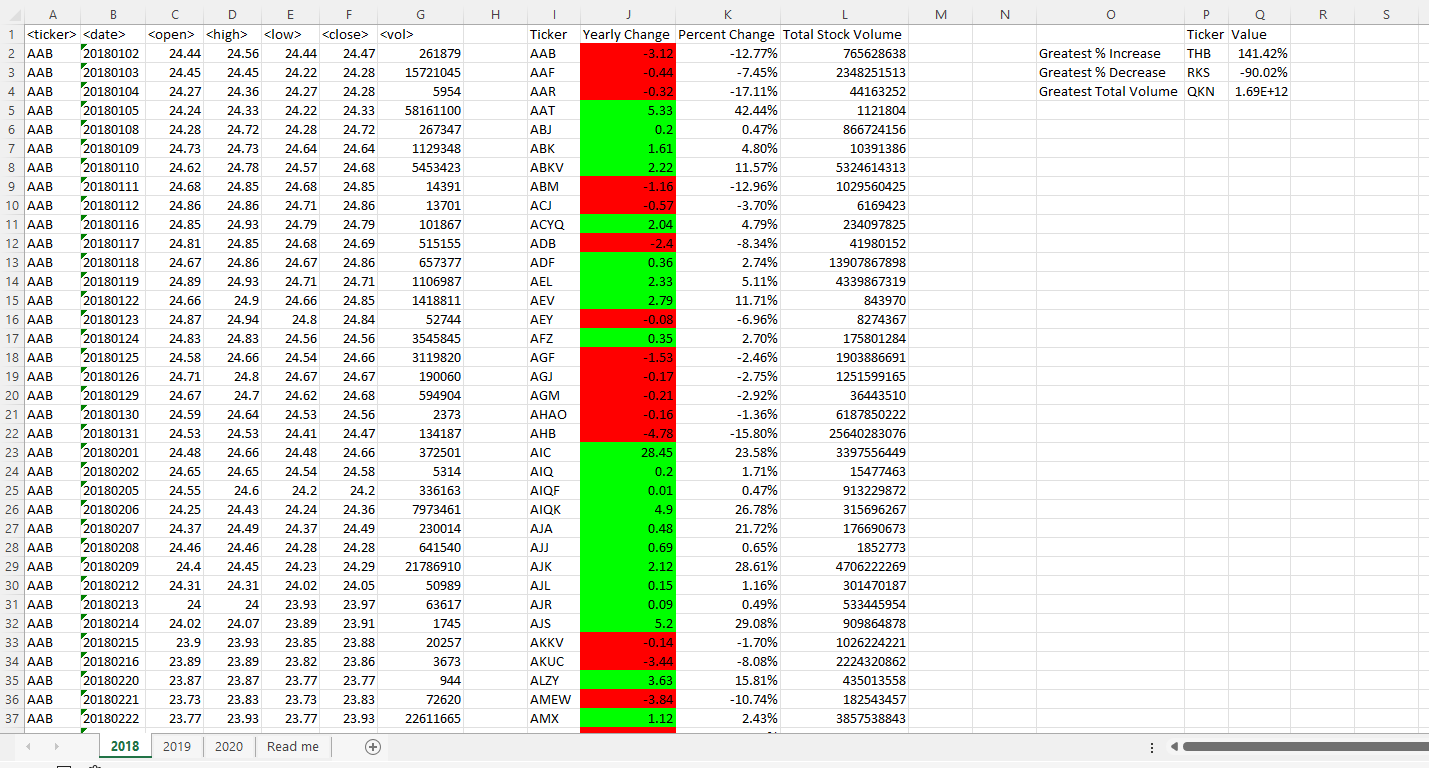 A B C D E F G H I J K L M N O P Q R S
1 <ticker> <date> <open> <high> <low> <close> <vol> Ticker Yearly Change Percent Change Total Stock Volume Ticker Value
2 AAB 20180102 24.44 24.56 24.44 24.47 261879 AAB -3.12 -12.77% 765628638 Greatest % Increase THB 141.42%
3 AAB 20180103 24.45 24.45 24.22 24.28 15721045 AAF -0.44 -7.45% 2348251513 Greatest % Decrease RKS -90.02%
4 AAB 20180104 24.27 24.36 24.27 24.28 5954 AAR -0.32 -17.11% 44163252 Greatest Total Volume QKN 1.69E+12
5 AAB 20180105 24.24 24.33 24.22 24.33 58161100 AAT 5.33 42.44% 1121804
6 AAB 20180108 24.28 24.72 24.28 24.72 267347 ABJ 0.2 0.47% 866724156
7 AAB 20180109 24.73 24.73 24.64 24.64 1129348 ABK 1.61 4.80% 10391386
8 AAB 20180110 24.62 24.78 24.57 24.68 5453423 ABKV 2.22 11.57% 5324614313
9 AAB 20180111 24.68 24.85 24.68 24.85 14391 ABM -1.16 -12.96% 1029560425
10 AAB 20180112 24.86 24.86 24.71 24.86 13701 ACJ -0.57 -3.70% 6169423
11 AAB 20180116 24.85 24.93 24.79 24.79 101867 ACYQ 2.04 4.79% 234097825
12 AAB 20180117 24.81 24.85 24.68 24.69 515155 ADB -2.4 -8.34% 41980152
13 AAB 20180118 24.67 24.86 24.67 24.86 657377 ADF 0.36 2.74% 13907867898
14 AAB 20180119 24.89 24.93 24.71 24.71 1106987 AEL 2.33 5.11% 4339867319
15 AAB 20180122 24.66 24.9 24.66 24.85 1418811 AEV 2.79 11.71% 843970
16 AAB 20180123 24.87 24.94 24.8 24.84 52744 AEY -0.08 -6.96% 8274367
17 AAB 20180124 24.83 24.83 24.56 24.56 3545845 AFZ 0.35 2.70% 175801284
18 AAB 20180125 24.58 24.66 24.54 24.66 3119820 AGF -1.53 -2.46% 1903886691
19 AAB 20180126 24.71 24.8 24.67 24.67 190060 AGJ -0.17 -2.75% 1251599165
20 AAB 20180129 24.67 24.7 24.62 24.68 594904 AGM -0.21 -2.92% 36443510
21 AAB 20180130 24.59 24.64 24.53 24.56 2373 AHAO -0.16 -1.36% 6187850222
22 AAB 20180131 24.53 24.53 24.41 24.47 134187 AHB -4.78 -15.80% 25640283076
23 AAB 20180201 24.48 24.66 24.48 24.66 372501 AIC 28.45 23.58% 3397556449
24 AAB 20180202 24.65 24.65 24.54 24.58 5314 AIQ 0.2 1.71% 15477463
25 AAB 20180205 24.55 24.6 24.2 24.2 336163 AIQF 0.01 0.47% 913229872
26 AAB 20180206 24.25 24.43 24.24 24.36 7973461 AIQK 4.9 26.78% 315696267
27 AAB 20180207 24.37 24.49 24.37 24.49 230014 AJA 0.48 21.72% 176690673
28 AAB 20180208 24.46 24.46 24.28 24.28 641540 AJJ 0.69 0.65% 1852773
29 AAB 20180209 24.4 24.45 24.23 24.29 21786910 AJK 2.12 28.61% 4706222269
30 AAB 20180212 24.31 24.31 24.02 24.05 50989 AJL 0.15 1.16% 301470187
31 AAB 20180213 24 24 23.93 23.97 63617 AJR 0.09 0.49% 533445954
32 AAB 20180214 24.02 24.07 23.89 23.91 1745 AJS 5.2 29.08% 909864878
33 AAB 20180215 23.9 23.93 23.85 23.88 20257 AKKV -0.14 -1.70% 1026224221
34 AAB 20180216 23.89 23.89 23.82 23.86 3673 AKUC -3.44 -8.08% 2224320862
35 AAB 20180220 23.87 23.87 23.77 23.77 944 ALZY 3.63 15.81% 435013558
36 AAB 20180221 23.73 23.83 23.73 23.83 72620 AMEW -3.84 -10.74% 182543457
37 AAB 20180222 23.77 23.93 23.77 23.93 22611665 AMX 1.12 2.43% 3857538843
2018 2019 2020 Read me